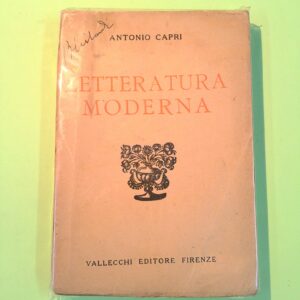 ANTONIO CAPRI
LETTERATURA
MODERNA
VALLECCHI EDITORE FIRENZE